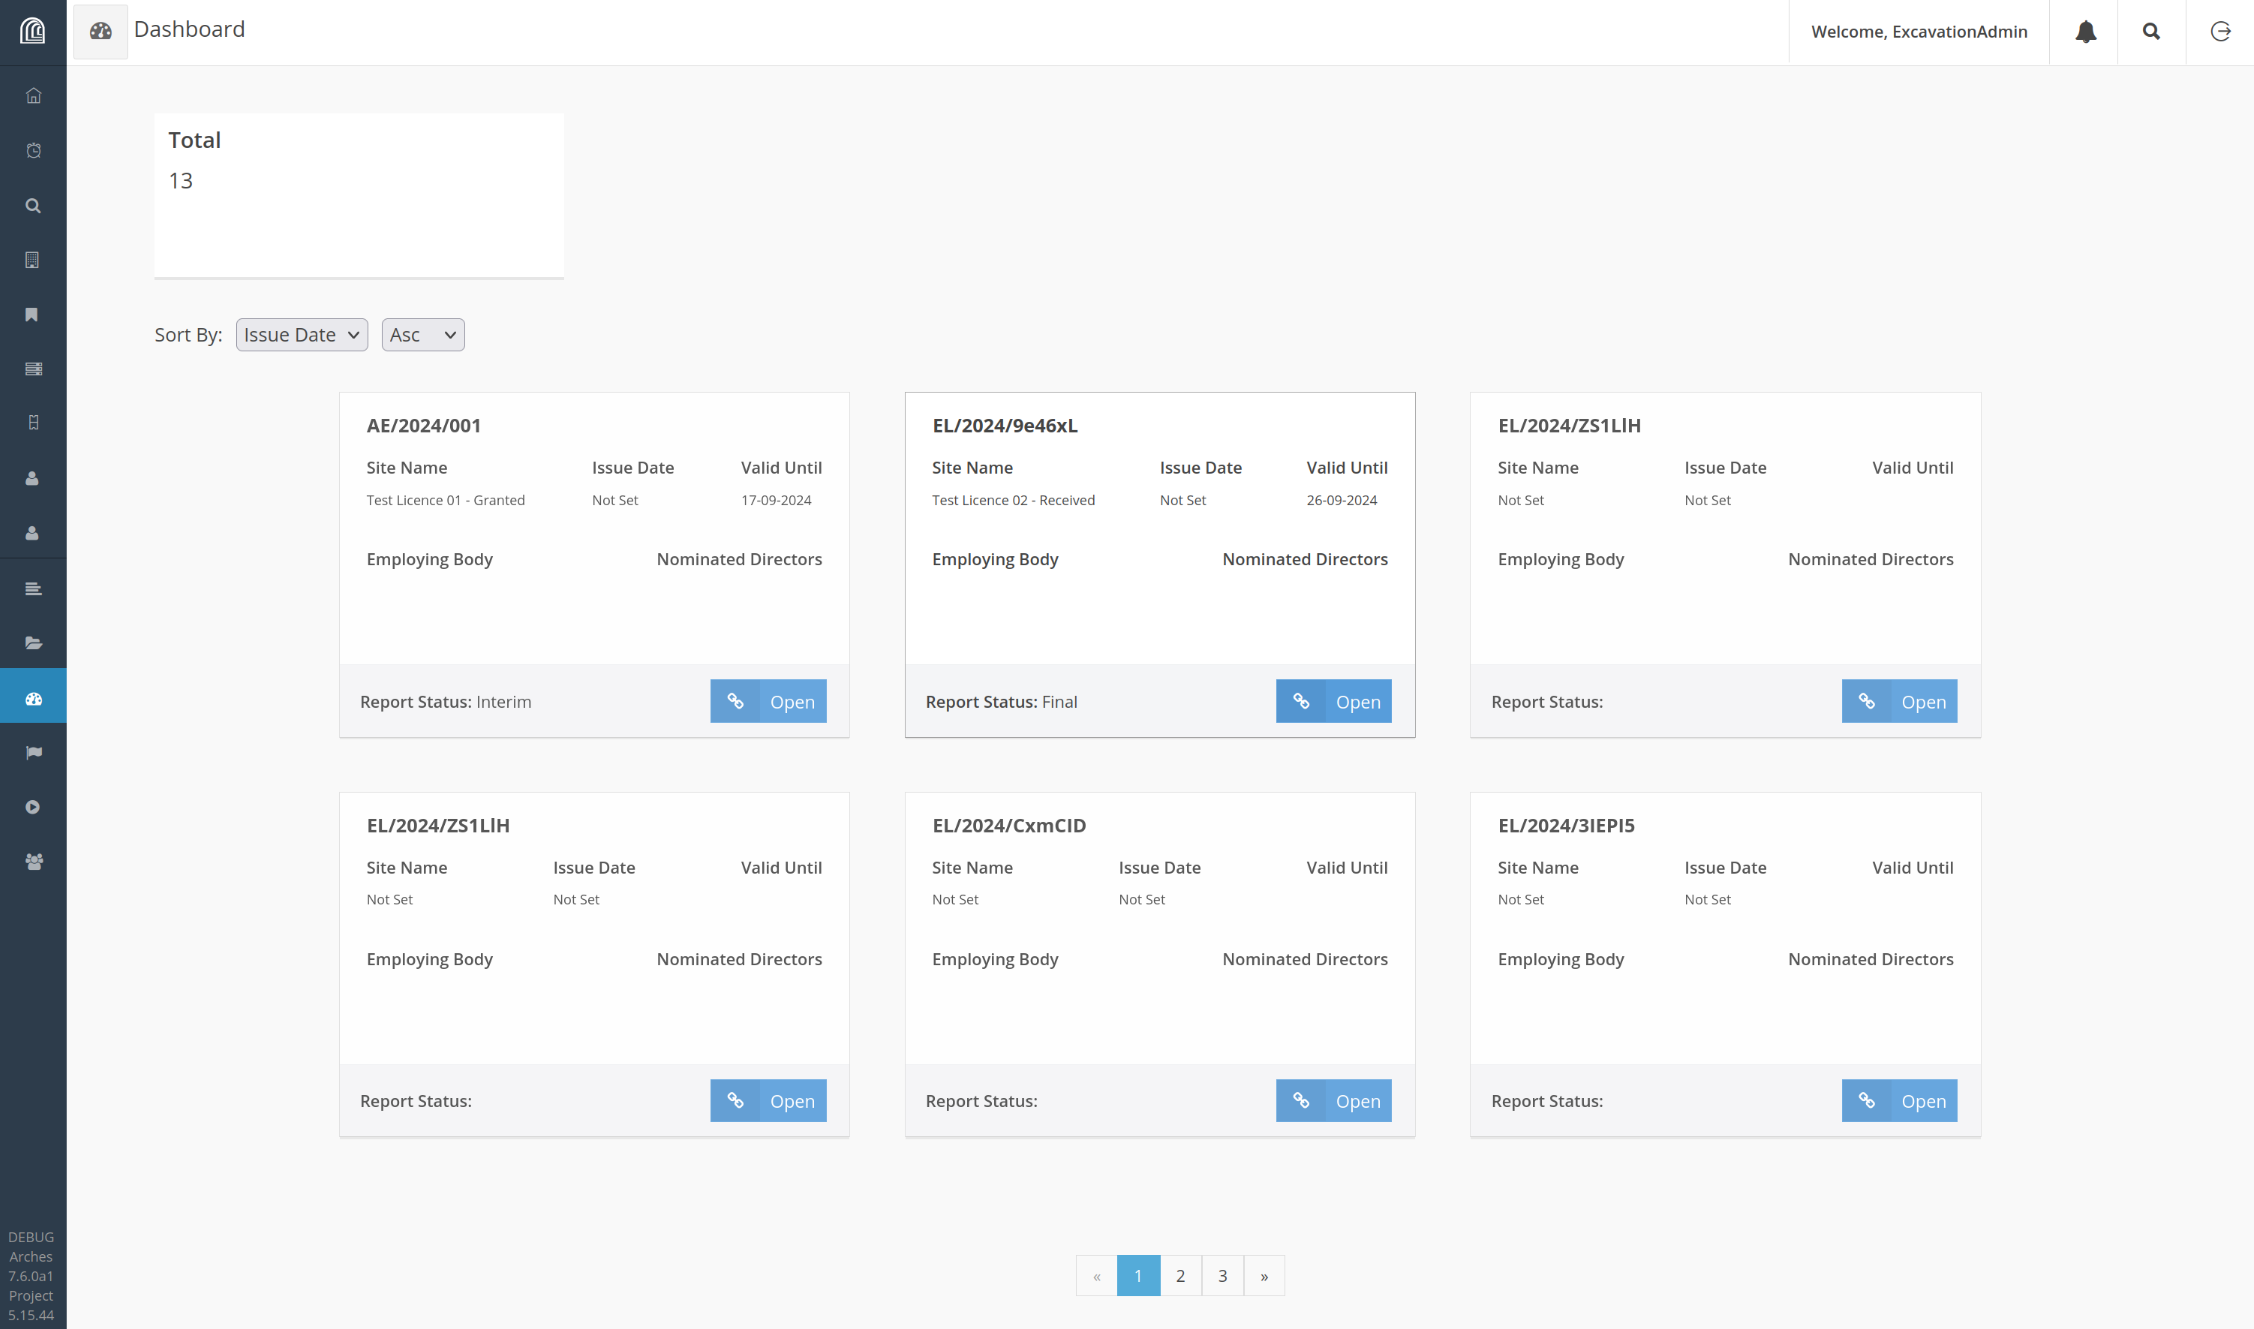 Dashboard
Welcome, ExcavationAdmin
Total
13
Sort By: Issue Date Asc
AE/2024/001
Site Name Issue Date Valid Until
Test Licence 01 - Granted Not Set 17-09-2024
Employing Body Nominated Directors
Report Status: Interim Open
EL/2024/9e46xL
Site Name Issue Date Valid Until
Test Licence 02 - Received Not Set 26-09-2024
Employing Body Nominated Directors
Report Status: Final Open
EL/2024/ZS1LlH
Site Name Issue Date Valid Until
Not Set Not Set
Employing Body Nominated Directors
Report Status: Open
EL/2024/ZS1LlH
Site Name Issue Date Valid Until
Not Set Not Set
Employing Body Nominated Directors
Report Status: Open
EL/2024/CxmCID
Site Name Issue Date Valid Until
Not Set Not Set
Employing Body Nominated Directors
Report Status: Open
EL/2024/3IEPI5
Site Name Issue Date Valid Until
Not Set Not Set
Employing Body Nominated Directors
Report Status: Open
« 1 2 3 »
DEBUG
Arches
7.6.0a1
Project
5.15.44